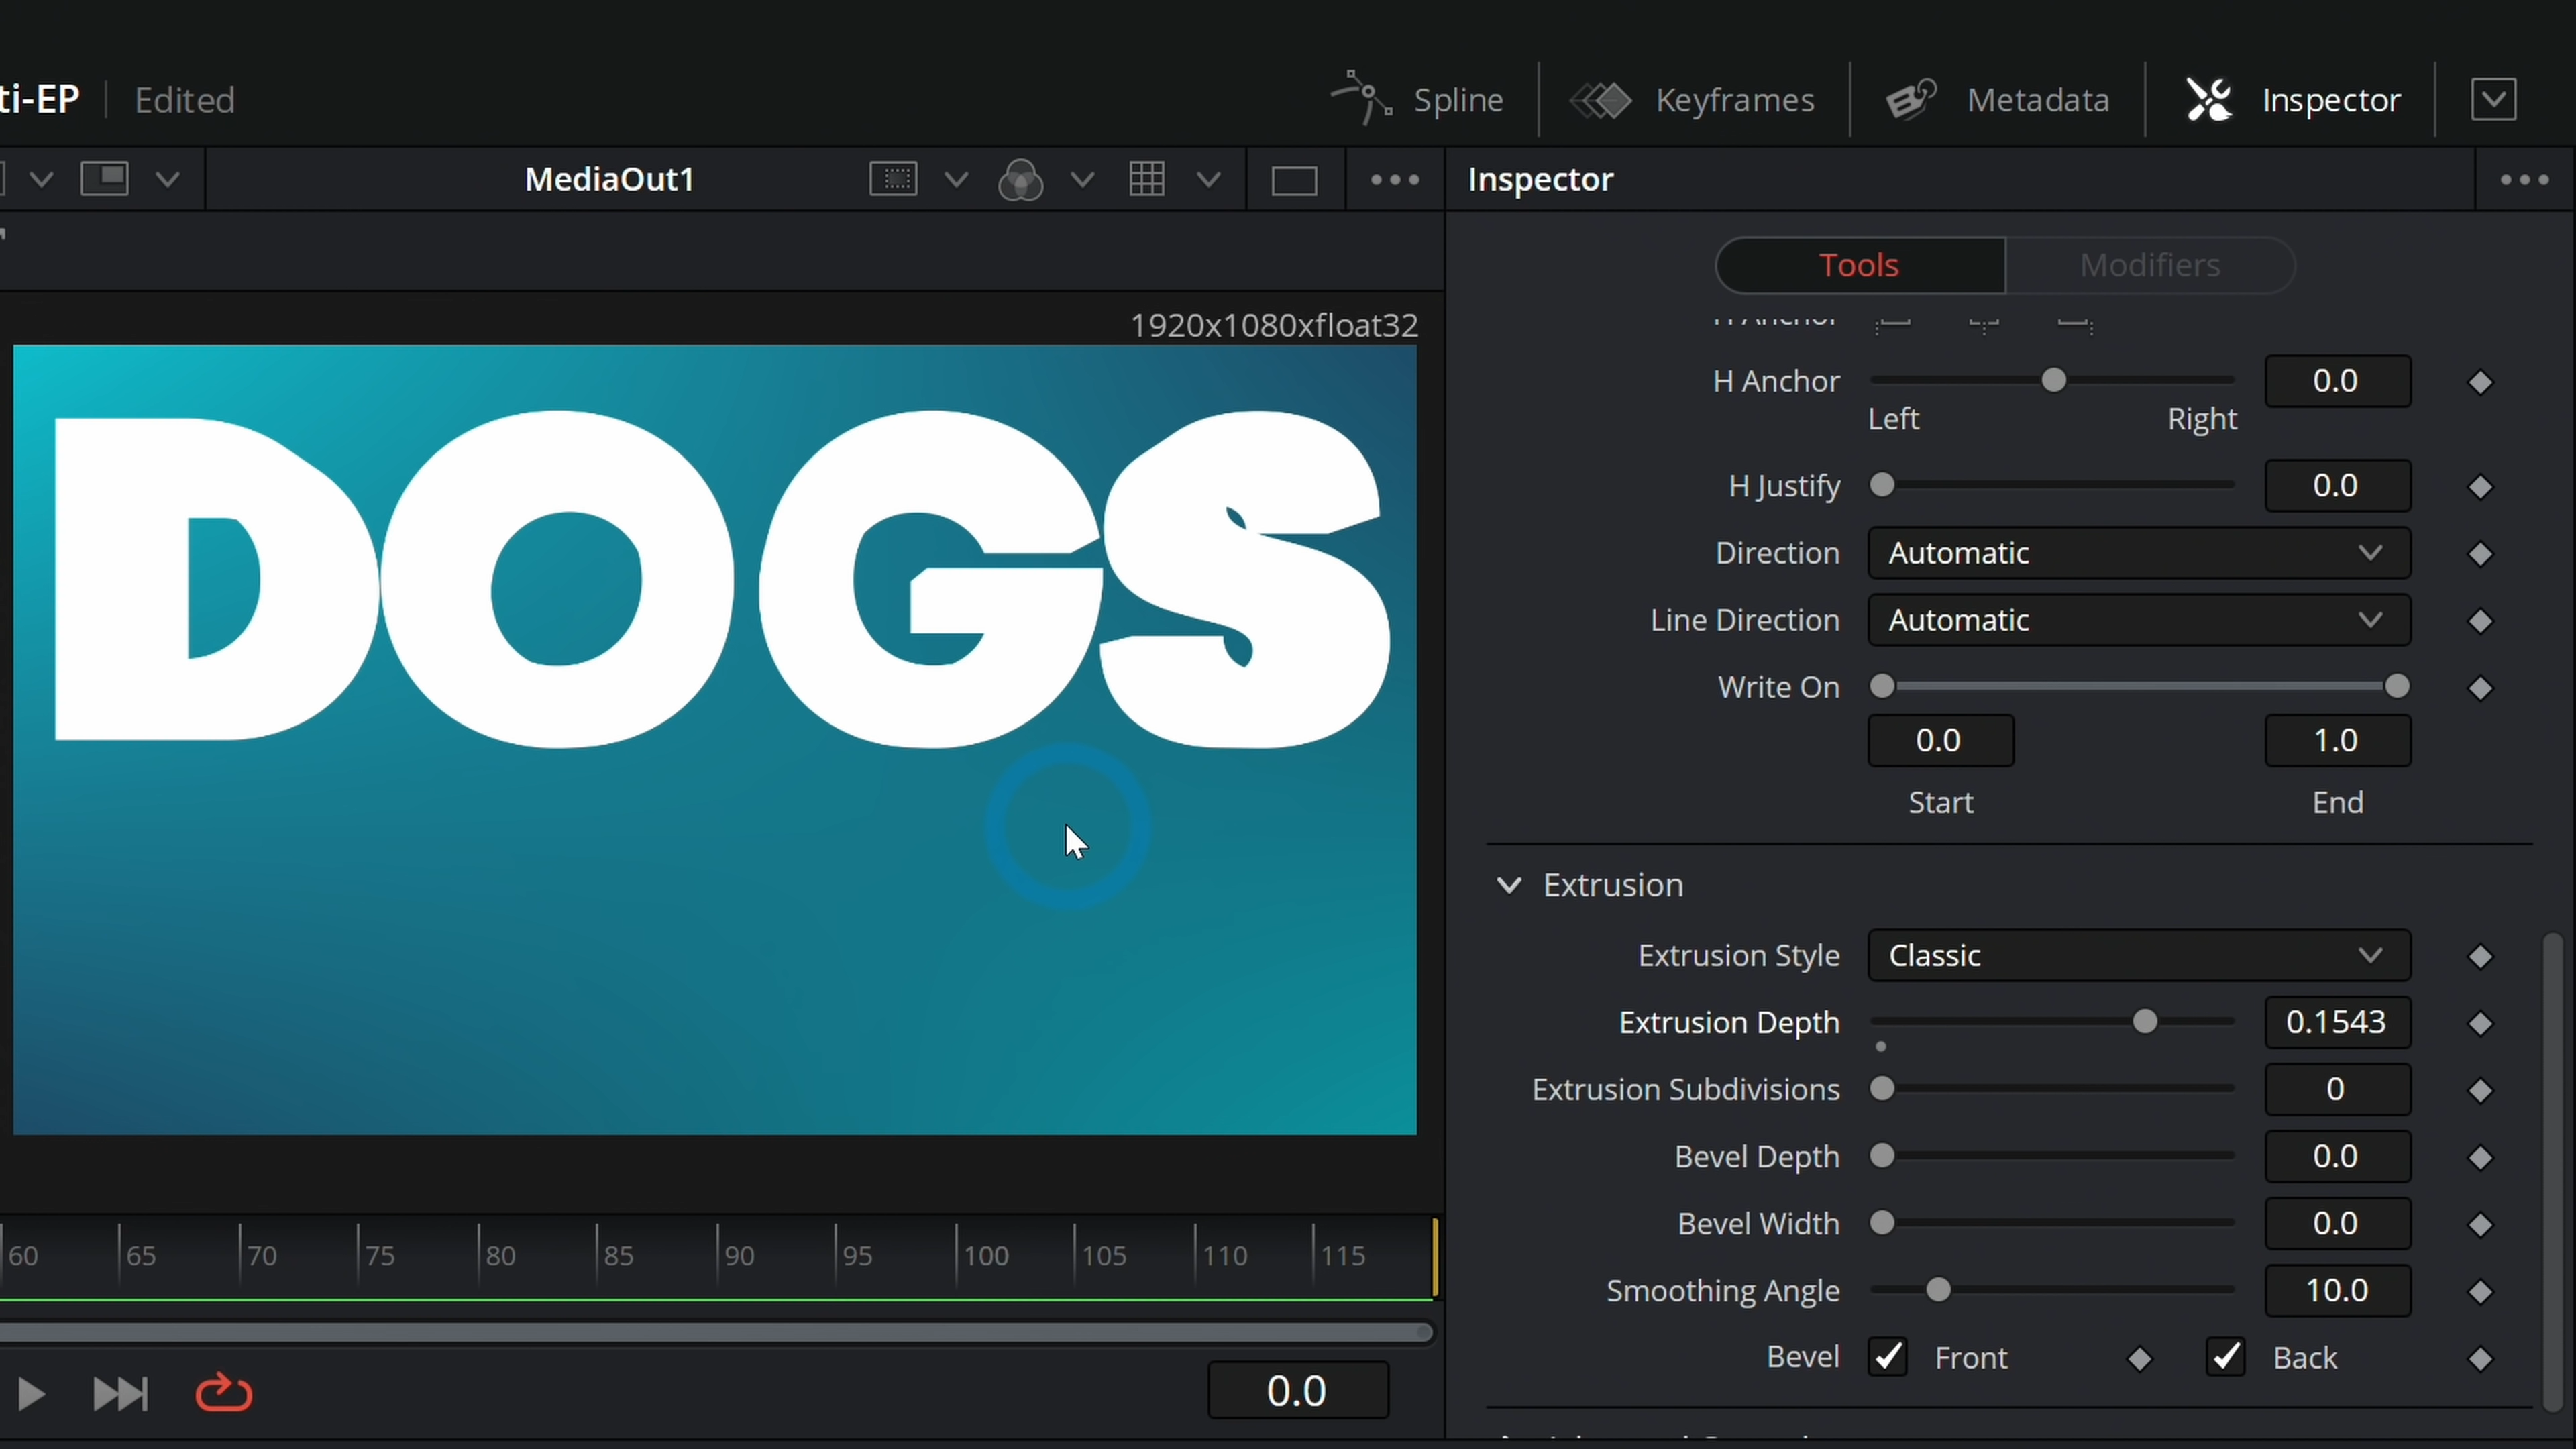 ti-EP
Edited
Spline
Keyframes
Metadata
Inspector
MediaOut1
Inspector
Tools
Modifiers
1920x1080xfloat32
DOGS
H Anchor
H Anchor
0.0
Left
Right
H Justify
0.0
Direction
Automatic
Line Direction
Automatic
Write On
0.0
1.0
Start
End
Extrusion
Extrusion Style
Classic
Extrusion Depth
0.1543
Extrusion Subdivisions
0
Bevel Depth
0.0
Bevel Width
0.0
Smoothing Angle
10.0
Bevel
Front
Back
60
65
70
75
80
85
90
95
100
105
110
115
0.0